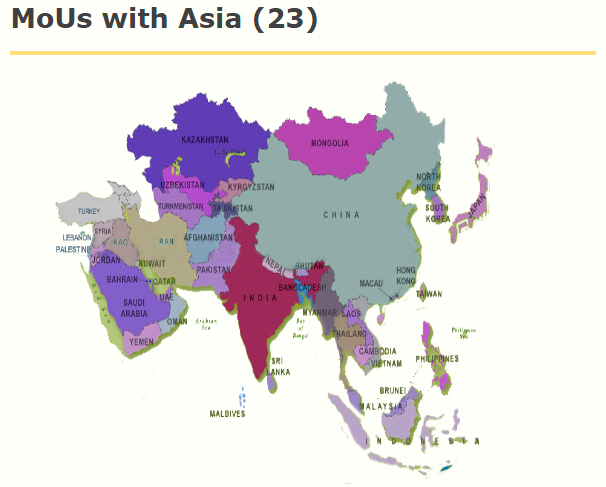 MoUs with Asia (23)
KAZAKHSTAN
MONGOLIA
UZBEKISTAN
KYRGYZSTAN
NORTH
KOREA
TURKMENISTAN
TAJIKISTAN
TURKEY
SOUTH
KOREA
JAPAN
CHINA
SYRIA
LEBANON
PALESTINE
IRAQ
IRAN
AFGHANISTAN
JORDAN
KUWAIT
PAKISTAN
NEPAL
BHUTAN
HONG
KONG
BAHRAIN
QATAR
MACAU
BANGLADESH
UAE
INDIA
TAIWAN
SAUDI
ARABIA
OMAN
Arabian
Sea
Bay
of
Bengal
MYANMAR
LAOS
THAILAND
Philippine
Sea
YEMEN
CAMBODIA
VIETNAM
PHILIPPINES
SRI
LANKA
BRUNEI
MALDIVES
MALAYSIA
INDONESIA